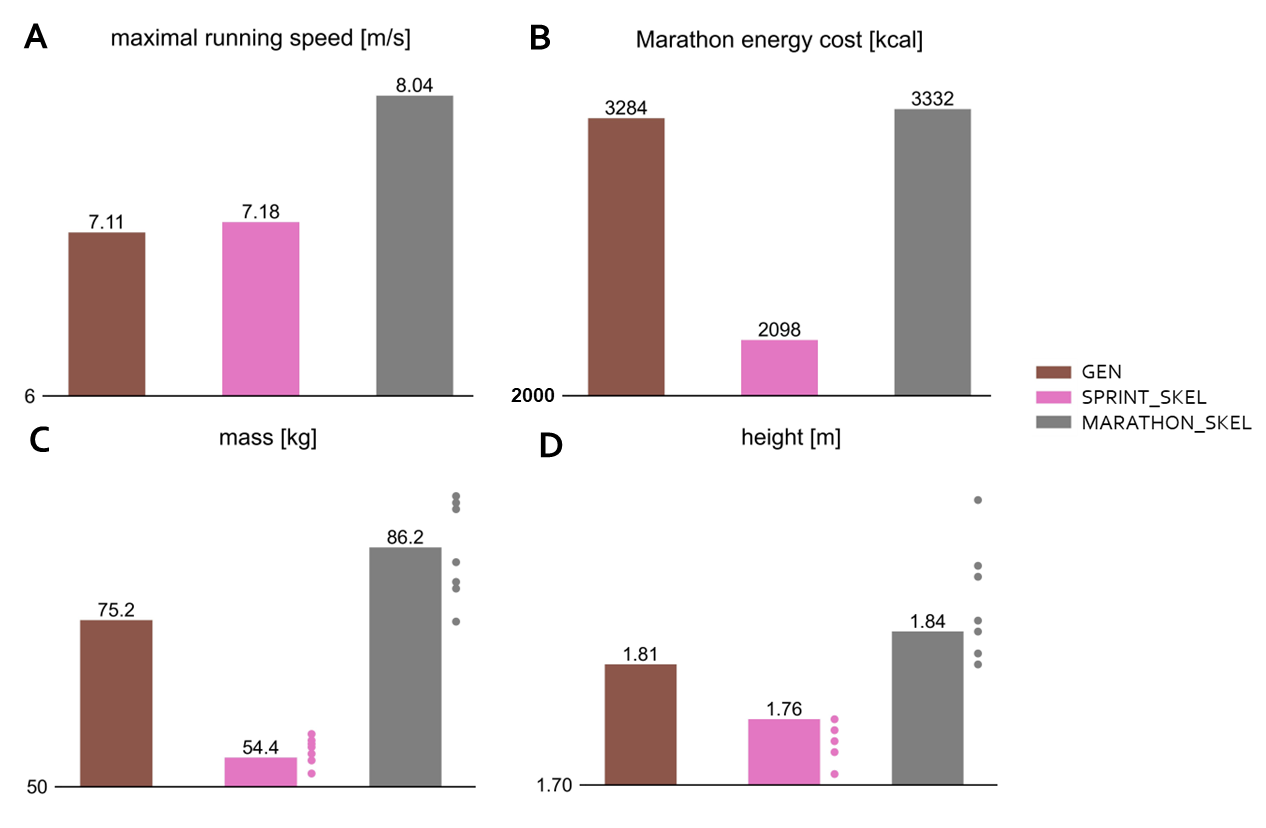 A
maximal running speed [m/s]
7.11
7.18
8.04
6
B
Marathon energy cost [kcal]
3284
2098
3332
2000
GEN
SPRINT_SKEL
MARATHON_SKEL
C
mass [kg]
75.2
54.4
86.2
50
D
height [m]
1.81
1.76
1.84
1.70